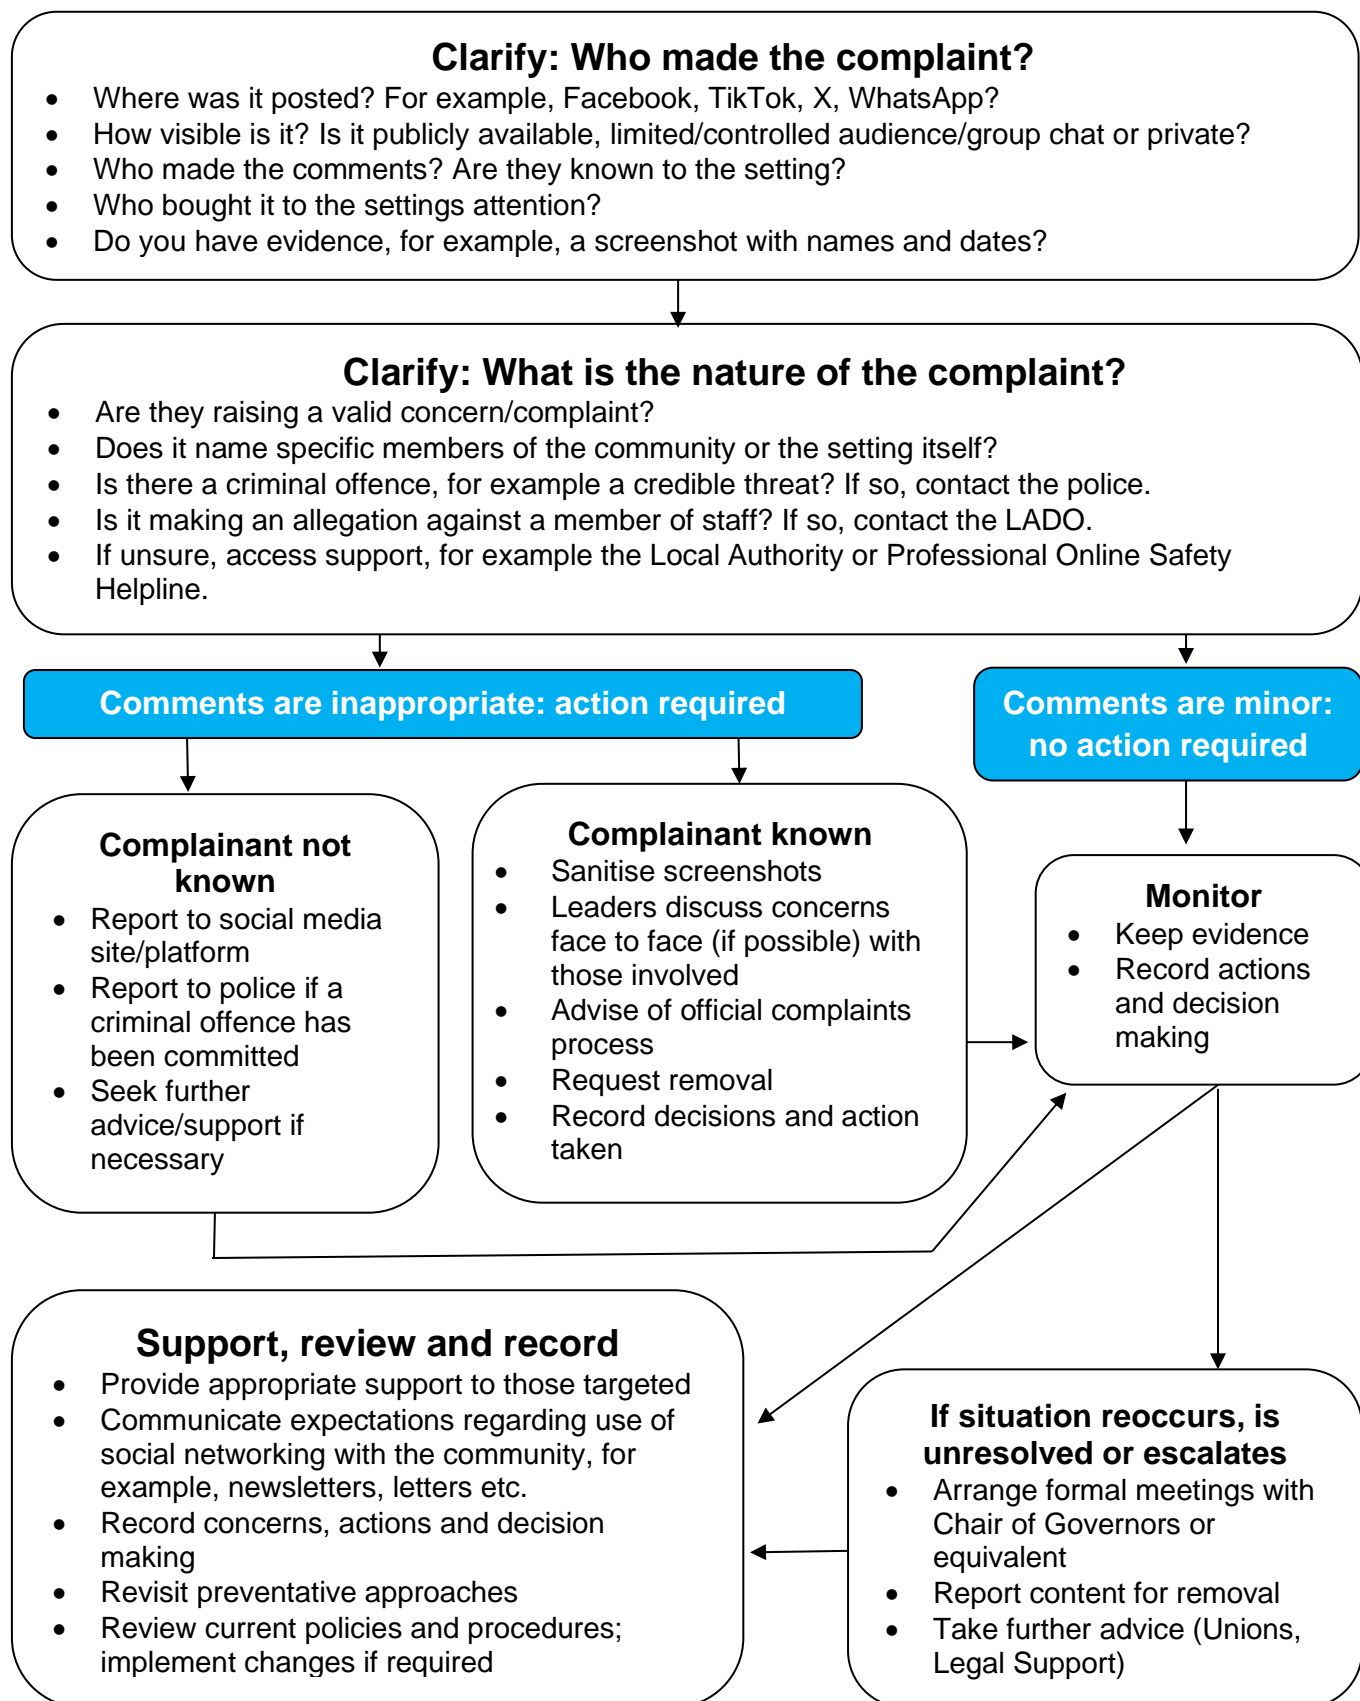 Clarify: Who made the complaint?
• Where was it posted? For example, Facebook, TikTok, X, WhatsApp?
• How visible is it? Is it publicly available, limited/controlled audience/group chat or private?
• Who made the comments? Are they known to the setting?
• Who bought it to the settings attention?
• Do you have evidence, for example, a screenshot with names and dates?
Clarify: What is the nature of the complaint?
• Are they raising a valid concern/complaint?
• Does it name specific members of the community or the setting itself?
• Is there a criminal offence, for example a credible threat? If so, contact the police.
• Is it making an allegation against a member of staff? If so, contact the LADO.
• If unsure, access support, for example the Local Authority or Professional Online Safety
Helpline.
Comments are inappropriate: action required
Comments are minor:
no action required
Complainant not
known
• Report to social media
site/platform
• Report to police if a
criminal offence has
been committed
• Seek further
advice/support if
necessary
Complainant known
• Sanitise screenshots
• Leaders discuss concerns
face to face (if possible) with
those involved
• Advise of official complaints
process
• Request removal
• Record decisions and action
taken
Monitor
• Keep evidence
• Record actions
and decision
making
Support, review and record
• Provide appropriate support to those targeted
• Communicate expectations regarding use of
social networking with the community, for
example, newsletters, letters etc.
• Record concerns, actions and decision
making
• Revisit preventative approaches
• Review current policies and procedures;
implement changes if required
If situation reoccurs, is
unresolved or escalates
• Arrange formal meetings with
Chair of Governors or
equivalent
• Report content for removal
• Take further advice (Unions,
Legal Support)